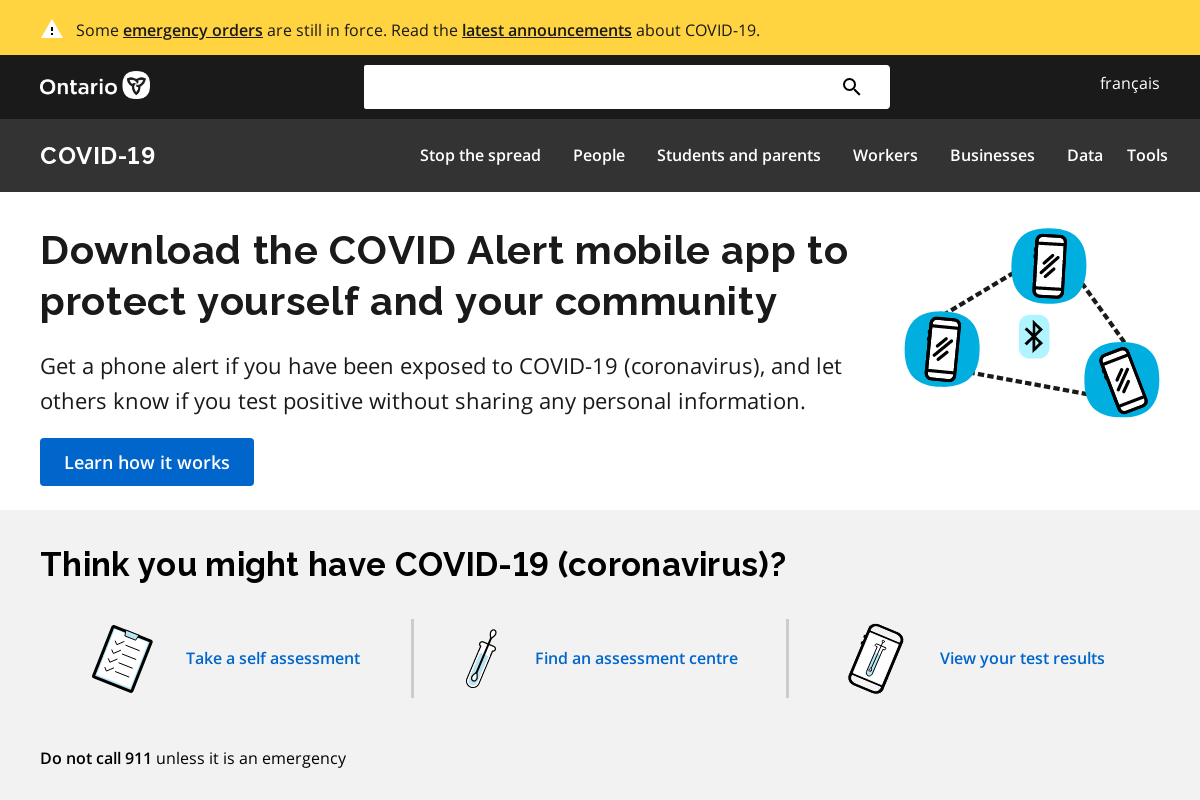 Some emergency orders are still in force. Read the latest announcements about COVID-19.
Ontario
français
COVID-19
Stop the spread
People
Students and parents
Workers
Businesses
Data
Tools
Download the COVID Alert mobile app to
protect yourself and your community
Get a phone alert if you have been exposed to COVID-19 (coronavirus), and let
others know if you test positive without sharing any personal information.
Learn how it works
Think you might have COVID-19 (coronavirus)?
Take a self assessment
Find an assessment centre
View your test results
Do not call 911 unless it is an emergency